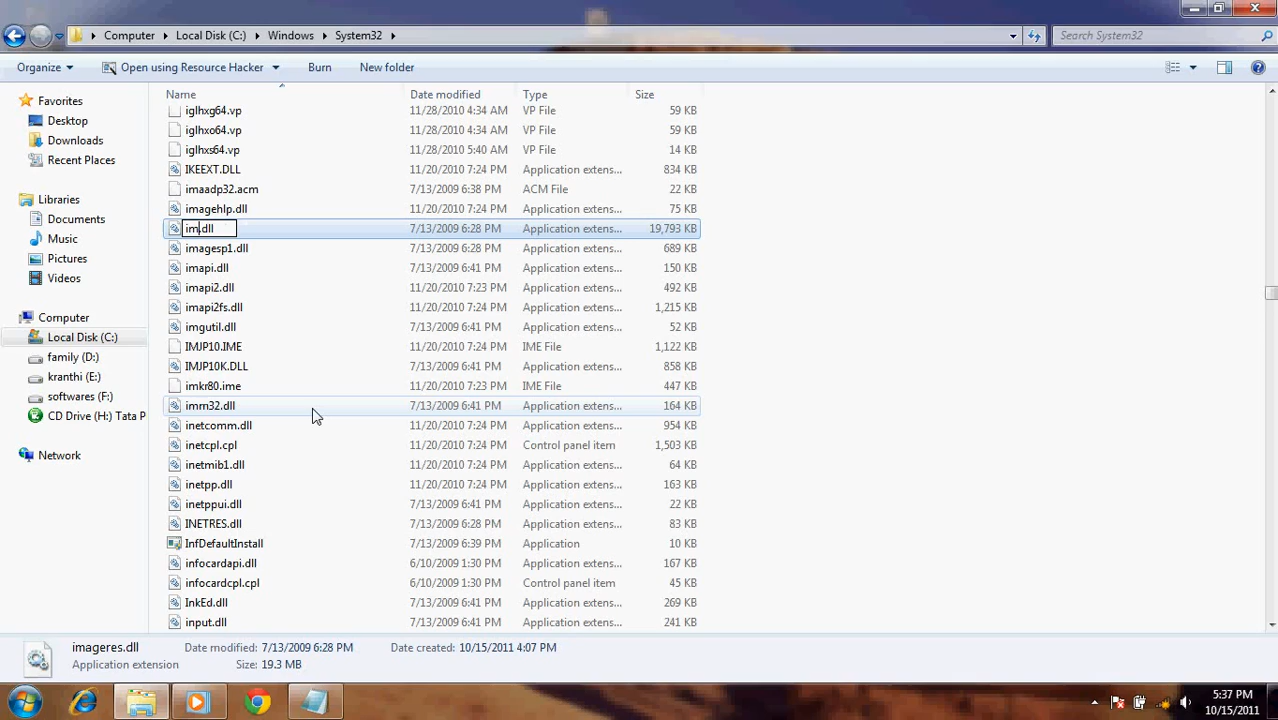 Computer Local Disk (C:) Windows System32 Search System32
Organize Open using Resource Hacker Burn New folder
Name Date modified Type Size
Favorites
Desktop
Downloads
Recent Places
Libraries
Documents
Music
Pictures
Videos
Computer
Local Disk (C:)
family (D:)
kranthi (E:)
softwares (F:)
CD Drive (H:) Tata P
Network
iglhxg64.vp 11/28/2010 4:34 AM VP File 59 KB
iglhxo64.vp 11/28/2010 4:34 AM VP File 59 KB
iglhxs64.vp 11/28/2010 5:40 AM VP File 14 KB
IKEEXT.DLL 11/20/2010 7:24 PM Application extens... 834 KB
imaadp32.acm 7/13/2009 6:38 PM ACM File 22 KB
imagehlp.dll 11/20/2010 7:24 PM Application extens... 75 KB
im.dll 7/13/2009 6:28 PM Application extens... 19,793 KB
imagesp1.dll 7/13/2009 6:28 PM Application extens... 689 KB
imapi.dll 7/13/2009 6:41 PM Application extens... 150 KB
imapi2.dll 11/20/2010 7:23 PM Application extens... 492 KB
imapi2fs.dll 11/20/2010 7:24 PM Application extens... 1,215 KB
imgutil.dll 7/13/2009 6:41 PM Application extens... 52 KB
IMJP10.IME 11/20/2010 7:24 PM IME File 1,122 KB
IMJP10K.DLL 7/13/2009 6:41 PM Application extens... 858 KB
imkr80.ime 11/20/2010 7:23 PM IME File 447 KB
imm32.dll 7/13/2009 6:41 PM Application extens... 164 KB
inetcomm.dll 11/20/2010 7:24 PM Application extens... 954 KB
inetcpl.cpl 11/20/2010 7:24 PM Control panel item 1,503 KB
inetmib1.dll 11/20/2010 7:24 PM Application extens... 64 KB
inetpp.dll 11/20/2010 7:24 PM Application extens... 163 KB
inetppui.dll 7/13/2009 6:41 PM Application extens... 22 KB
INETRES.dll 7/13/2009 6:28 PM Application extens... 83 KB
InfDefaultInstall 7/13/2009 6:39 PM Application 10 KB
infocardapi.dll 6/10/2009 1:30 PM Application extens... 167 KB
infocardcpl.cpl 6/10/2009 1:30 PM Control panel item 45 KB
InkEd.dll 7/13/2009 6:41 PM Application extens... 269 KB
input.dll 7/13/2009 6:41 PM Application extens... 241 KB
imageres.dll Date modified: 7/13/2009 6:28 PM Date created: 10/15/2011 4:07 PM
Application extension Size: 19.3 MB
5:37 PM
10/15/2011